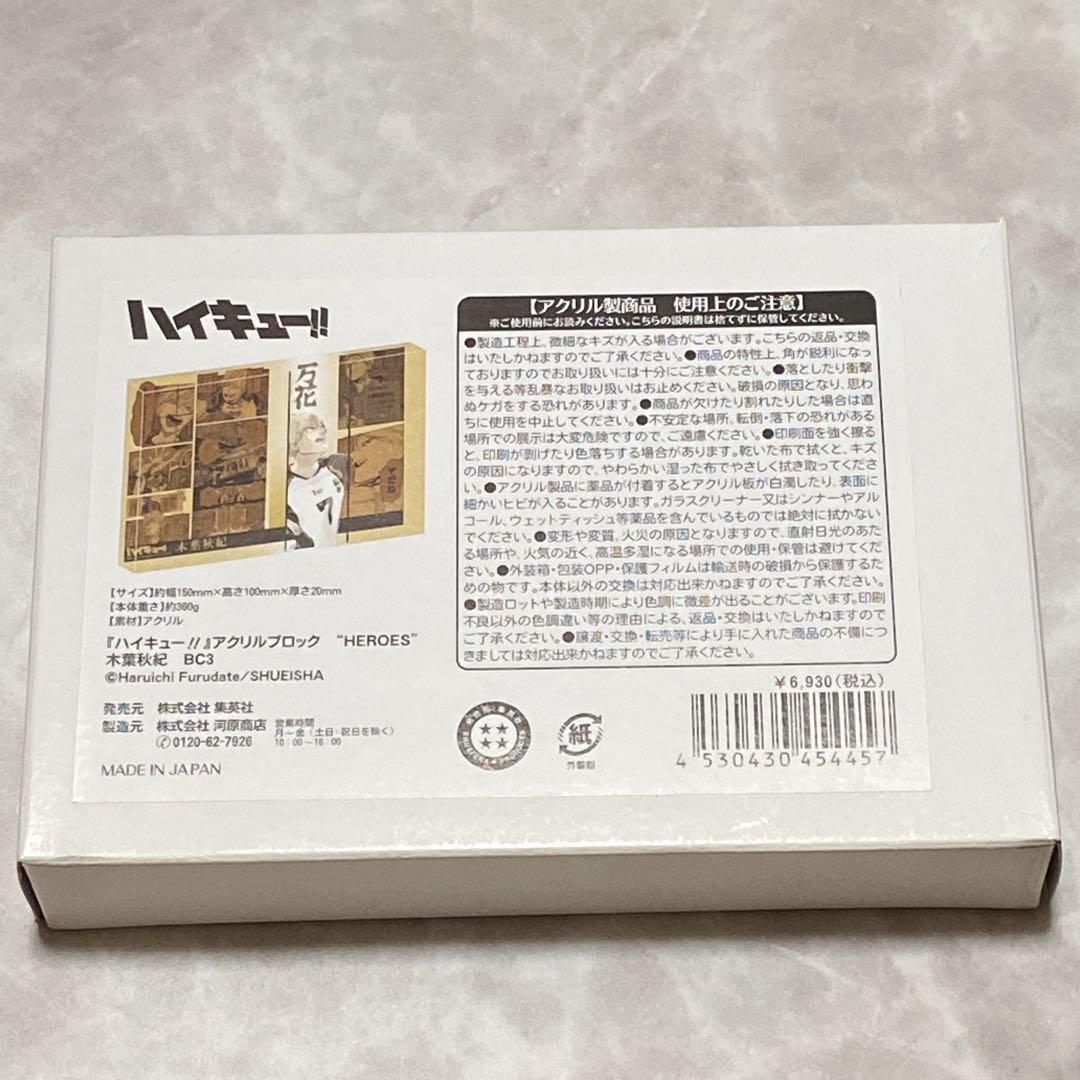 ハイキュー!!
万花
木葉秋紀
【サイズ】約幅150mm×高さ100mm×厚さ20mm
【本体重さ】約360g
【素材】アクリル
『ハイキュー!!』アクリルブロック “HEROES”
木葉秋紀 BC3
©Haruichi Furudate/SHUEISHA
発売元 株式会社 集英社
製造元 株式会社 河原商店
営業時間
月～金(土日・祝日を除く)
10:00～16:00
0120-62-7926
MADE IN JAPAN
【アクリル製商品 使用上のご注意】
※ご使用前にお読みください。こちらの説明書は捨てずに保管してください。
●製造工程上、微細なキズが入る場合がございます。こちらの返品・交換
はいたしかねますのでご了承ください。●商品の特性上、角が鋭利になっ
ておりますのでお取り扱いには十分にご注意ください。●落としたり衝撃
を与える等乱暴なお取り扱いはお止めください。破損の原因となり、思わ
ぬケガをする恐れがあります。●商品が欠けたり割れたりした場合は直
ちに使用を中止してください。●不安定な場所、転倒・落下の恐れがある
場所での展示は大変危険ですので、ご遠慮ください。●印刷面を強く擦る
と、印刷が剥げたり色落ちする場合があります。乾いた布で拭くと、キズ
の原因になりますので、やわらかい湿った布でやさしく拭き取ってくださ
い。●アクリル製品に薬品が付着するとアクリル板が白濁したり、表面に
細かいヒビが入ることがあります。ガラスクリーナー又はシンナーやアル
コール、ウェットティッシュ等薬品を含んでいるものでは絶対に拭かない
でください。●変形や変質、火災の原因となりますので、直射日光のあた
る場所や、火気の近く、高温多湿になる場所での使用・保管は避けてくだ
さい。●外装箱・包装OPP・保護フィルムは輸送時の破損から保護するた
めの物です。本体以外の交換は対応出来かねますのでご了承ください。
●製造ロットや製造時期により色調に微差が出ることがございます。印刷
不良以外の色調違い等の理由による、返品・交換はいたしかねますので
ご了承ください。●譲渡・交換・転売等により手に入れた商品の不備につ
きましては対応出来かねますのでご了承ください。
￥6,930(税込)
紙
外装箱
4 530430 454457